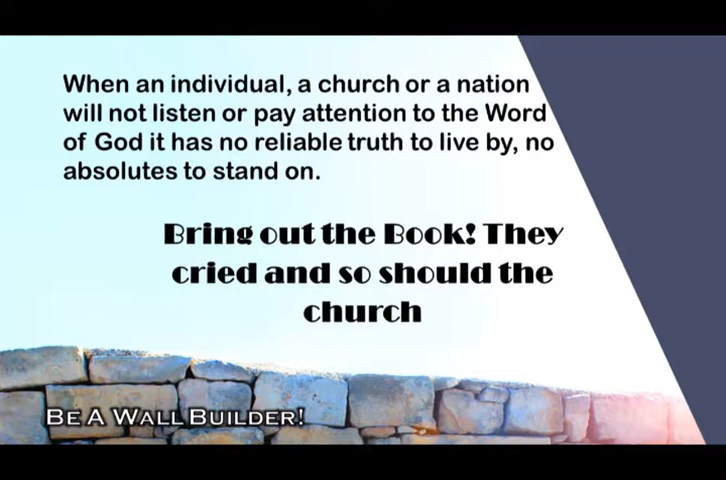 When an individual, a church or a nation
will not listen or pay attention to the Word
of God it has no reliable truth to live by, no
absolutes to stand on.
Bring out the Book! They
cried and so should the
church
BE A WALL BUILDER!